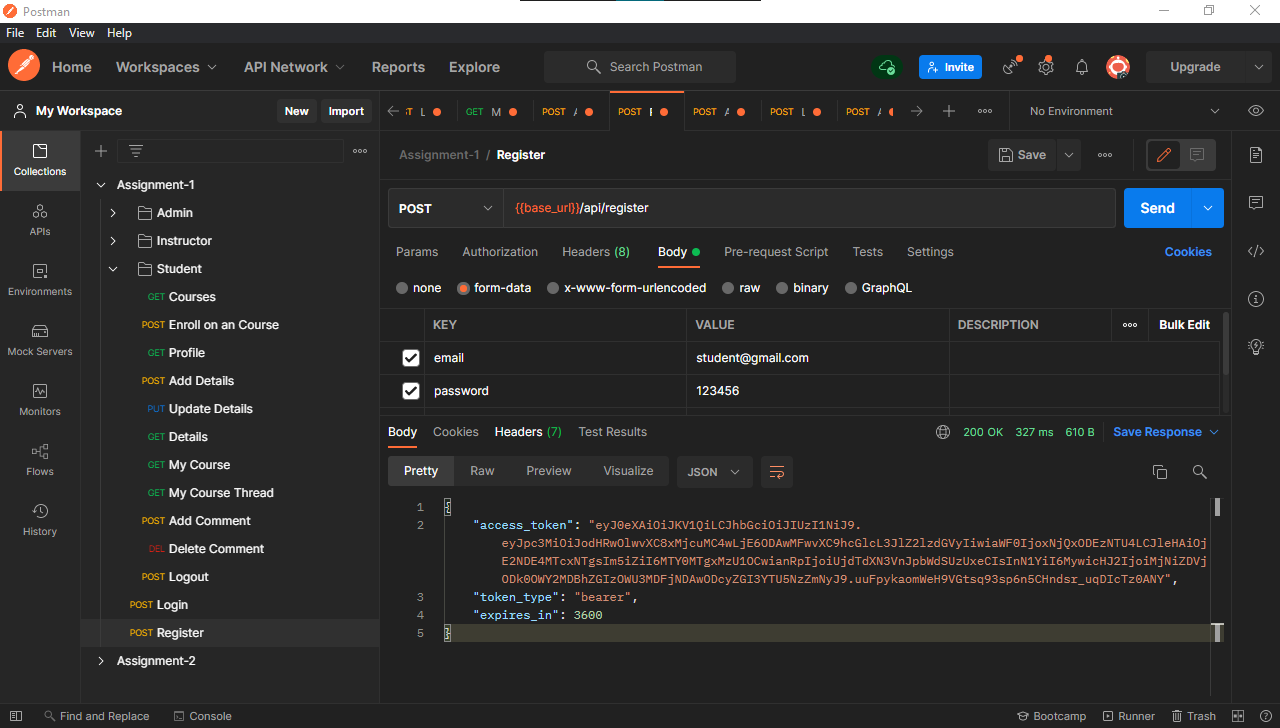 Postman
File Edit View Help
Home Workspaces API Network Reports Explore Search Postman Invite Upgrade
My Workspace New Import
GET M POST POST POST POST L POST No Environment
Collections
APIs
Environments
Mock Servers
Monitors
Flows
History
Assignment-1
Admin
Instructor
Student
GET Courses
POST Enroll on an Course
GET Profile
POST Add Details
PUT Update Details
GET Details
GET My Course
GET My Course Thread
POST Add Comment
DEL Delete Comment
POST Logout
POST Login
POST Register
Assignment-2
Assignment-1 / Register Save
POST {{base_url}}/api/register Send
Params Authorization Headers (8) Body Pre-request Script Tests Settings Cookies
none form-data x-www-form-urlencoded raw binary GraphQL
KEY VALUE DESCRIPTION Bulk Edit
email student@gmail.com
password 123456
Body Cookies Headers (7) Test Results 200 OK 327 ms 610 B Save Response
Pretty Raw Preview Visualize JSON
1 {
2 "access_token": "eyJ0eXAiOiJKV1QiLCJhbGciOiJIUzI1NiJ9.
3 "token_type": "bearer",
4 "expires_in": 3600
5 }
Find and Replace Console Bootcamp Runner Trash